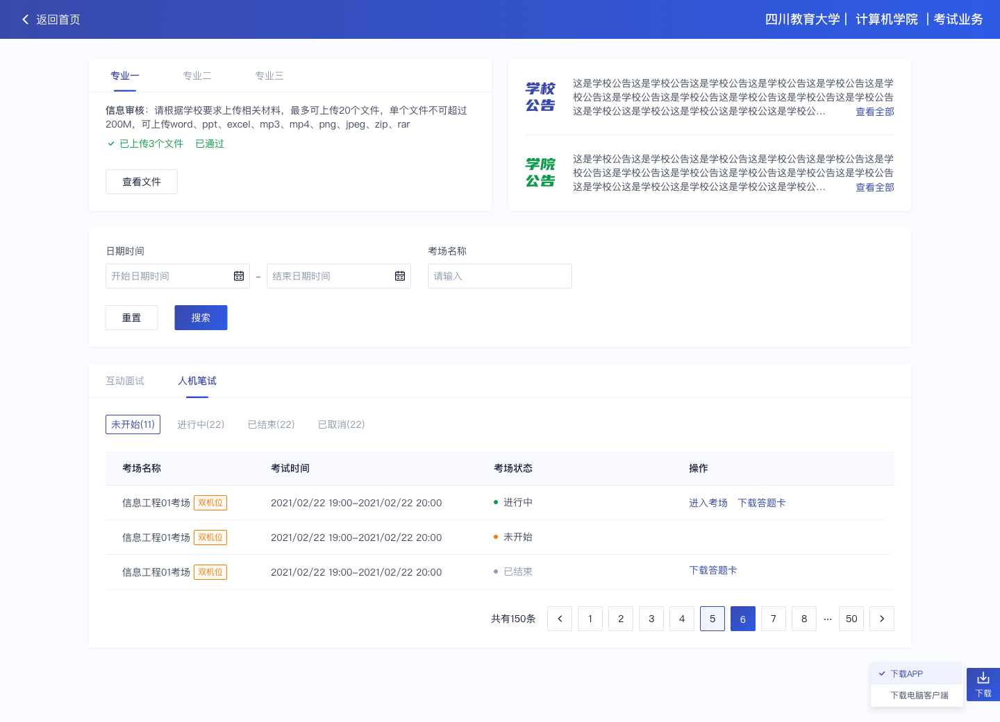 返回首页
四川教育大学 | 计算机学院 | 考试业务
专业一 专业二 专业三
信息审核：请根据学校要求上传相关材料，最多可上传20个文件，单个文件不可超过
200M，可上传word、ppt、excel、mp3、mp4、png、jpeg、zip、rar
已上传3个文件 已通过
查看文件
学校
公告
这是学校公告这是学校公告这是学校公告这是学校公告这是学校公告这是学
校公告这是学校公告这是学校公告这是学校公告这是学校公告这是学校公告
这是学校公这是学校公这是学校公这是学校公这是学校公... 查看全部
学院
公告
这是学校公告这是学校公告这是学校公告这是学校公告这是学校公告这是学
校公告这是学校公告这是学校公告这是学校公告这是学校公告这是学校公告
这是学校公这是学校公这是学校公这是学校公这是学校公... 查看全部
日期时间 考场名称
开始日期时间 – 结束日期时间 请输入
重置 搜索
互动面试 人机笔试
未开始(11) 进行中(22) 已结束(22) 已取消(22)
考场名称 考试时间 考场状态 操作
信息工程01考场 双机位 2021/02/22 19:00–2021/02/22 20:00 进行中 进入考场 下载答题卡
信息工程01考场 双机位 2021/02/22 19:00–2021/02/22 20:00 未开始
信息工程01考场 双机位 2021/02/22 19:00–2021/02/22 20:00 已结束 下载答题卡
共有150条 1 2 3 4 5 6 7 8 ··· 50
下载APP
下载电脑客户端
下载